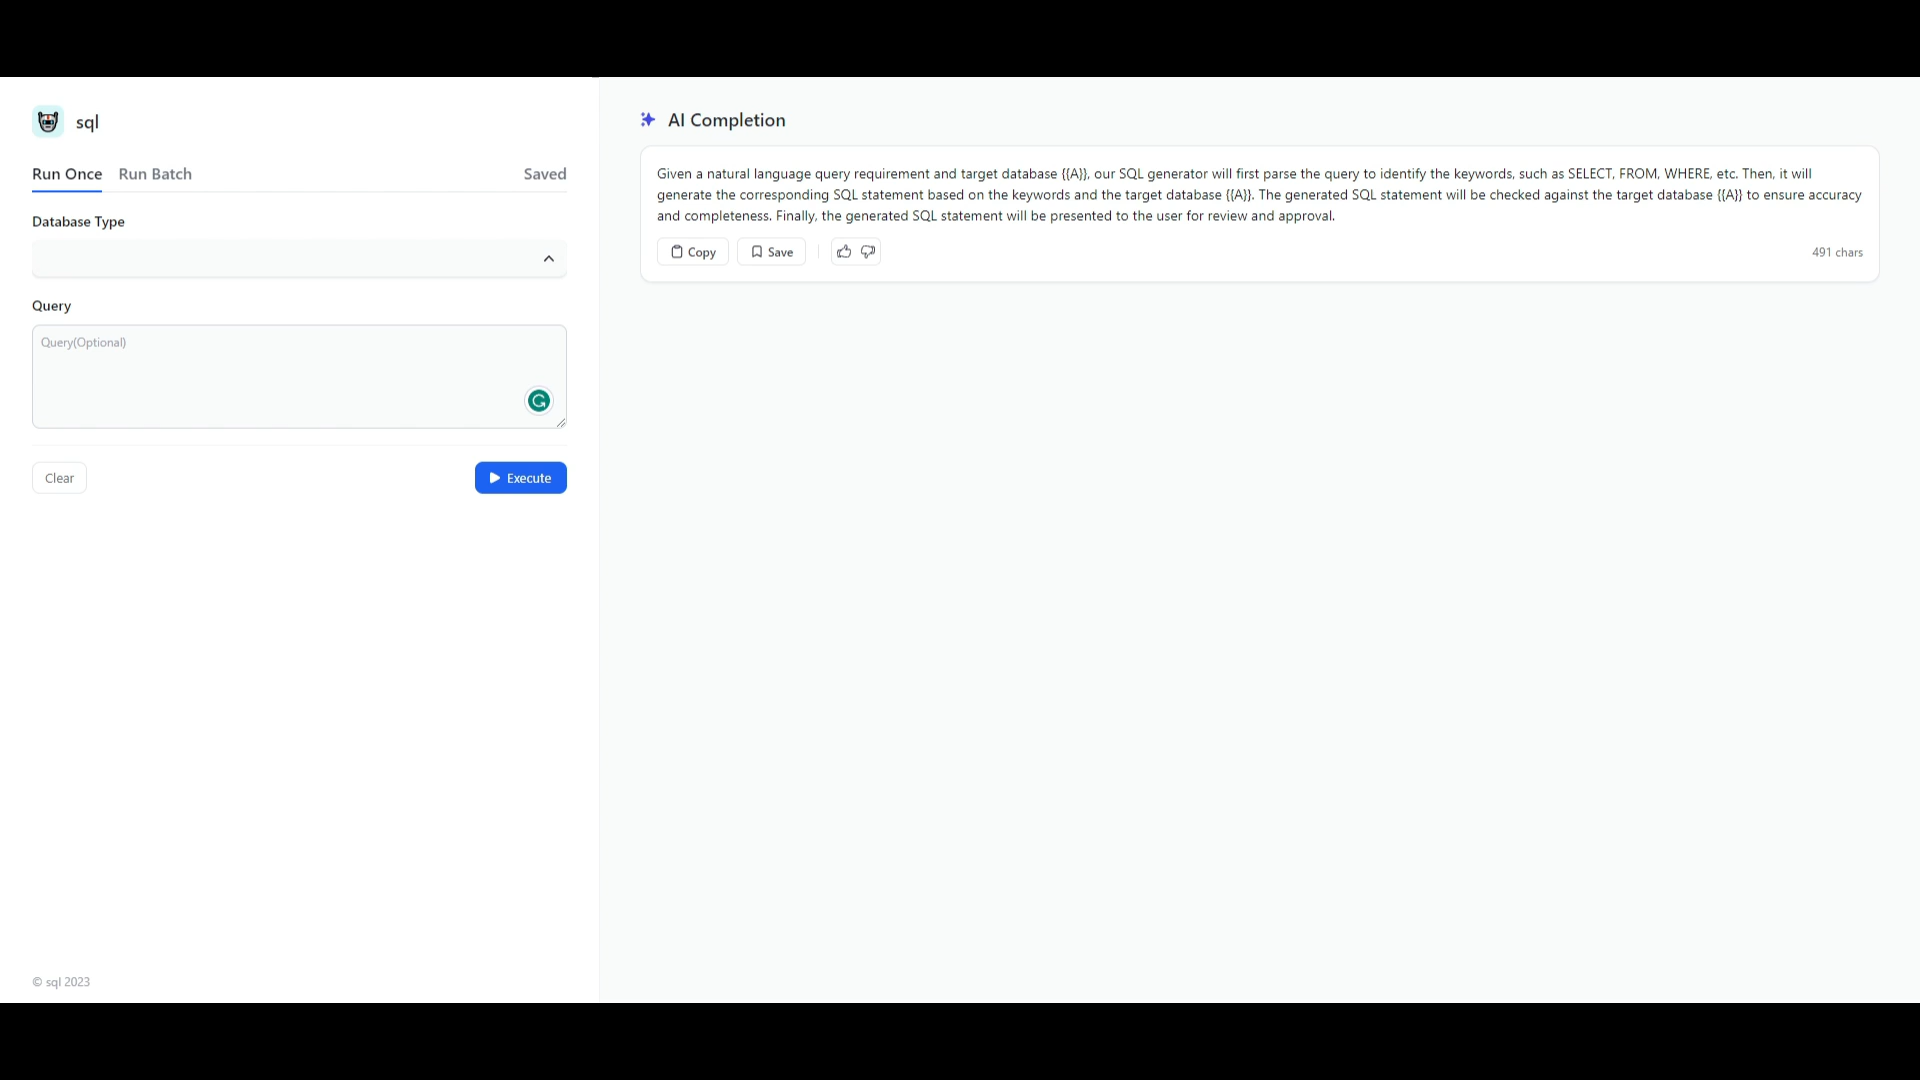 sql
Run Once
Run Batch
Saved
Database Type
Query
Query(Optional)
Clear
Execute
© sql 2023
AI Completion
Given a natural language query requirement and target database {{A}}, our SQL generator will first parse the query to identify the keywords, such as SELECT, FROM, WHERE, etc. Then, it will
generate the corresponding SQL statement based on the keywords and the target database {{A}}. The generated SQL statement will be checked against the target database {{A}} to ensure accuracy
and completeness. Finally, the generated SQL statement will be presented to the user for review and approval.
Copy
Save
491 chars